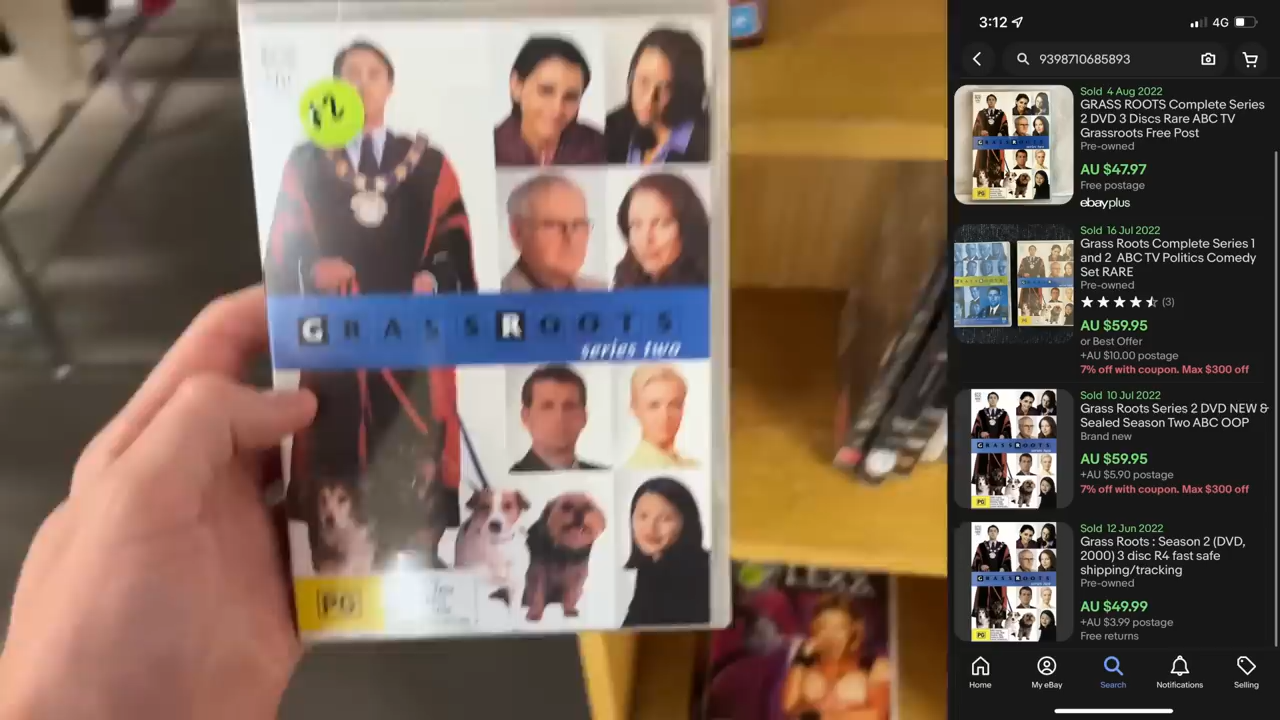 $2
GRASSROOTS
series two
PG
3:12
4G
9398710685893
Sold 4 Aug 2022
GRASS ROOTS Complete Series
2 DVD 3 Discs Rare ABC TV
Grassroots Free Post
Pre-owned
AU $47.97
Free postage
ebayplus
Sold 16 Jul 2022
Grass Roots Complete Series 1
and 2 ABC TV Politics Comedy
Set RARE
Pre-owned
(3)
AU $59.95
or Best Offer
+AU $10.00 postage
7% off with coupon. Max $300 off
Sold 10 Jul 2022
Grass Roots Series 2 DVD NEW &
Sealed Season Two ABC OOP
Brand new
AU $59.95
+AU $5.90 postage
7% off with coupon. Max $300 off
Sold 12 Jun 2022
Grass Roots : Season 2 (DVD,
2000) 3 disc R4 fast safe
shipping/tracking
Pre-owned
AU $49.99
+AU $3.99 postage
Free returns
Home
My eBay
Search
Notifications
Selling